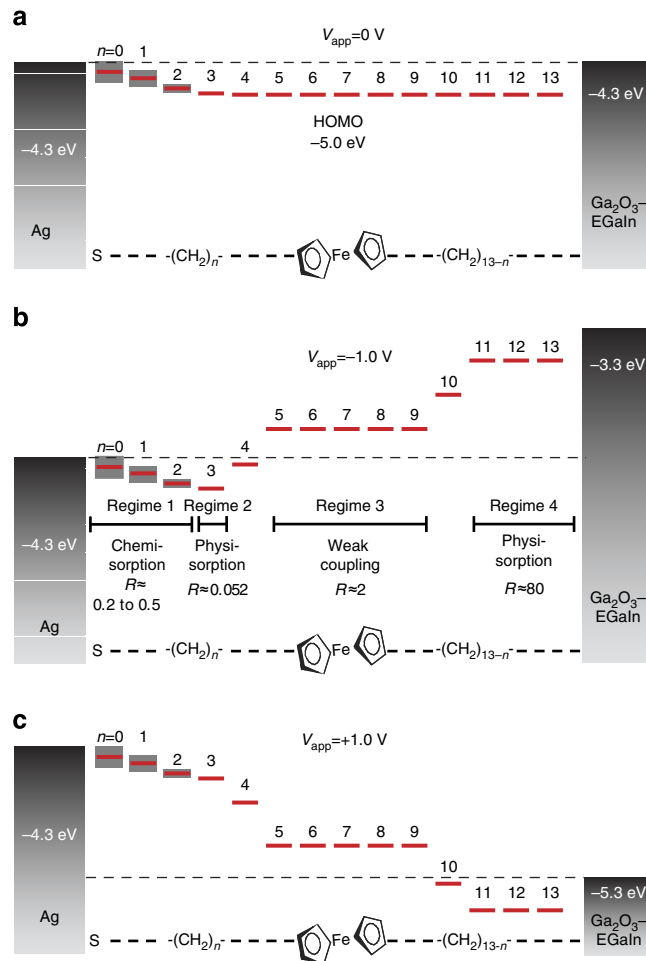 a
V_app=0 V
n=0 1 2 3 4 5 6 7 8 9 10 11 12 13
−4.3 eV
HOMO
−5.0 eV
−4.3 eV
Ag
Ga₂O₃–
EGaIn
S -(CH₂)ₙ- Fe -(CH₂)₁₃₋ₙ-
b
V_app=−1.0 V
11 12 13
−3.3 eV
10
5 6 7 8 9
n=0 1 2 3 4
Regime 1 Regime 2 Regime 3 Regime 4
−4.3 eV
Chemi-
sorption
R≈
0.2 to 0.5
Physi-
sorption
R≈0.052
Weak
coupling
R≈2
Physi-
sorption
R≈80
Ag
Ga₂O₃–
EGaIn
S -(CH₂)ₙ- Fe -(CH₂)₁₃₋ₙ-
c
V_app=+1.0 V
n=0 1 2 3 4
−4.3 eV
5 6 7 8 9
10
11 12 13
−5.3 eV
Ag
Ga₂O₃–
EGaIn
S -(CH₂)ₙ- Fe -(CH₂)₁₃₋ₙ-